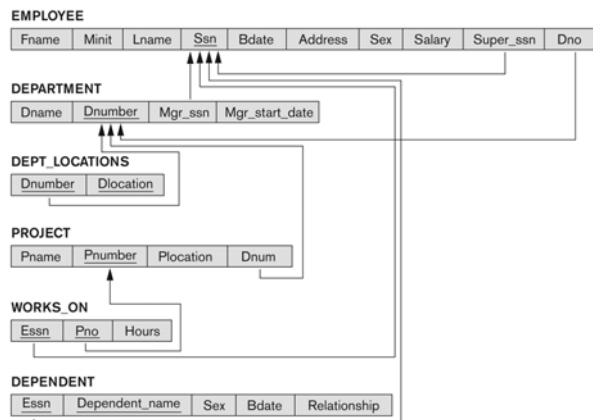 EMPLOYEE
Fname Minit Lname Ssn Bdate Address Sex Salary Super_ssn Dno
DEPARTMENT
Dname Dnumber Mgr_ssn Mgr_start_date
DEPT_LOCATIONS
Dnumber Dlocation
PROJECT
Pname Pnumber Plocation Dnum
WORKS_ON
Essn Pno Hours
DEPENDENT
Essn Dependent_name Sex Bdate Relationship